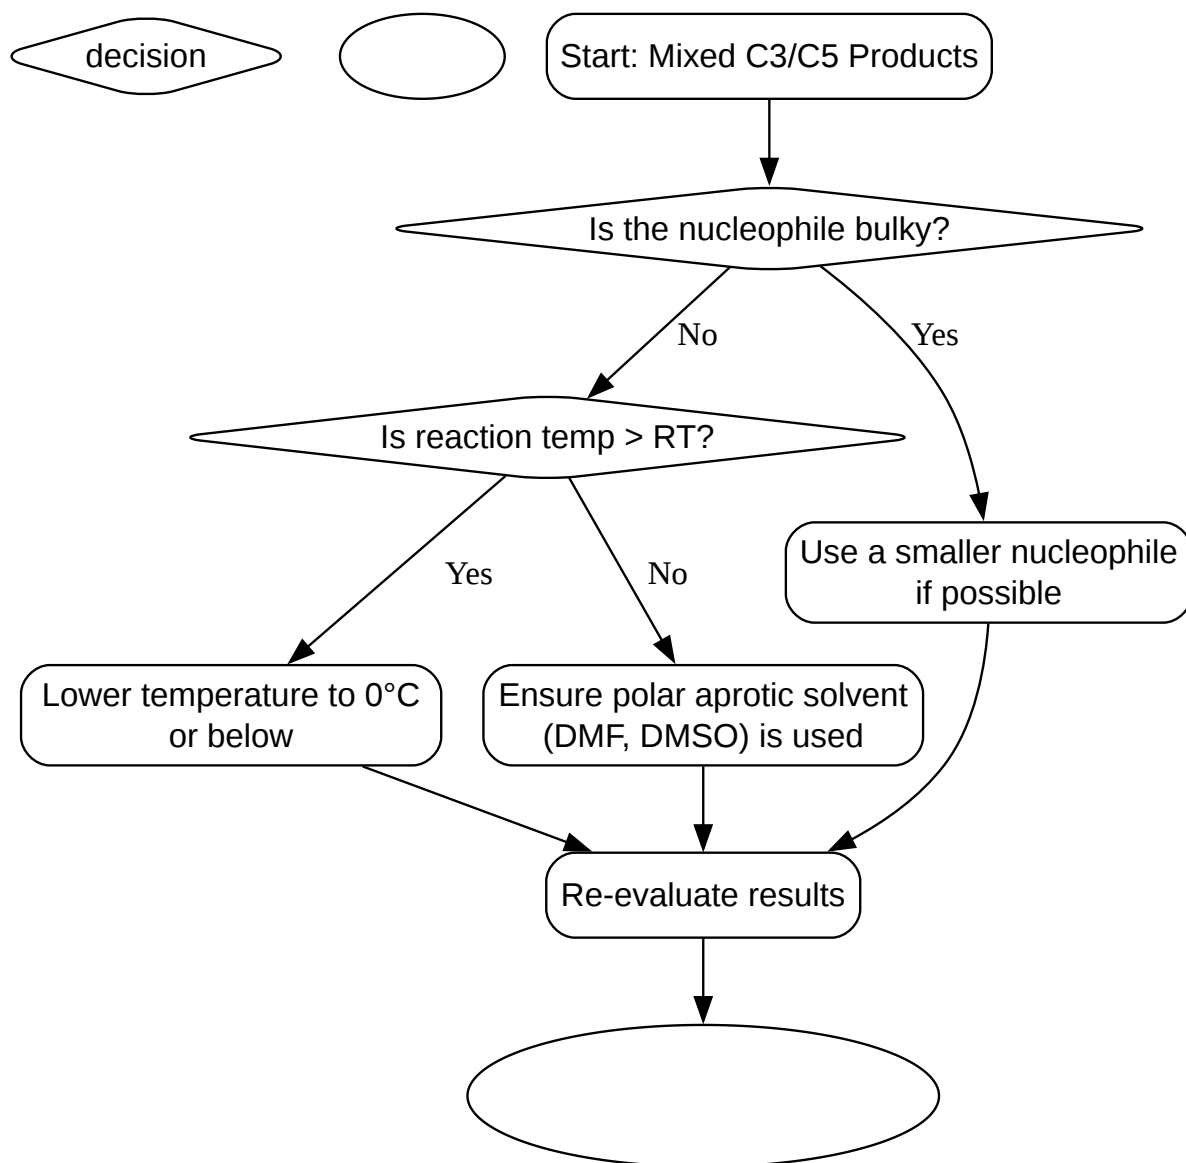 decision
Start: Mixed C3/C5 Products
Is the nucleophile bulky?
No
Yes
Is reaction temp > RT?
Yes
No
Use a smaller nucleophile
if possible
Lower temperature to 0°C
or below
Ensure polar aprotic solvent
(DMF, DMSO) is used
Re-evaluate results